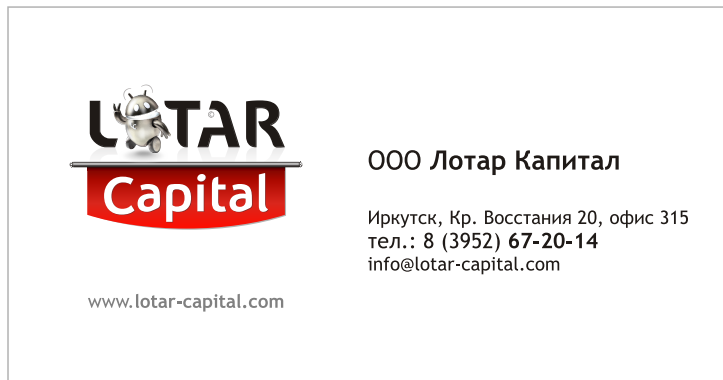 LOTAR
Capital
www.lotar-capital.com
ООО Лотар Капитал
Иркутск, Кр. Восстания 20, офис 315
тел.: 8 (3952) 67-20-14
info@lotar-capital.com